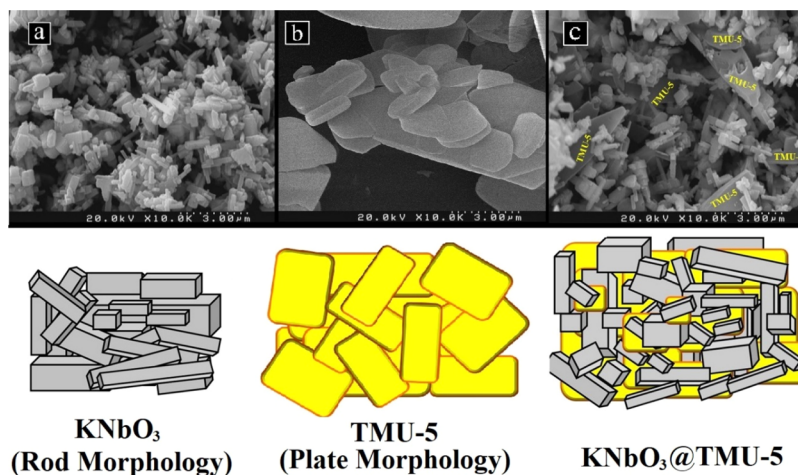 a
b
c
TMU-5
TMU-5
TMU-5
TMU-5
TMU-
TMU-5
20.0kV X10.0K 3.00µm
20.0kV X10.0K 3.00µm
20.0kV X10.0K 3.00µm
KNbO₃
(Rod Morphology)
TMU-5
(Plate Morphology)
KNbO₃@TMU-5